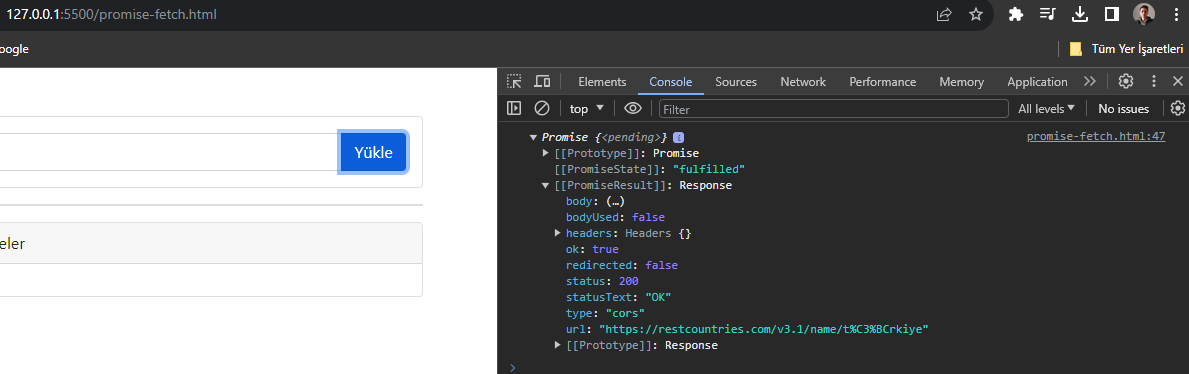 127.0.0.1:5500/promise-fetch.html
oogle
Tüm Yer İşaretleri
Elements Console Sources Network Performance Memory Application
top Filter All levels No issues
Yükle
eler
Promise {<pending>} i promise-fetch.html:47
[[Prototype]]: Promise
[[PromiseState]]: "fulfilled"
[[PromiseResult]]: Response
body: (…)
bodyUsed: false
headers: Headers {}
ok: true
redirected: false
status: 200
statusText: "OK"
type: "cors"
url: "https://restcountries.com/v3.1/name/t%C3%BCrkiye"
[[Prototype]]: Response